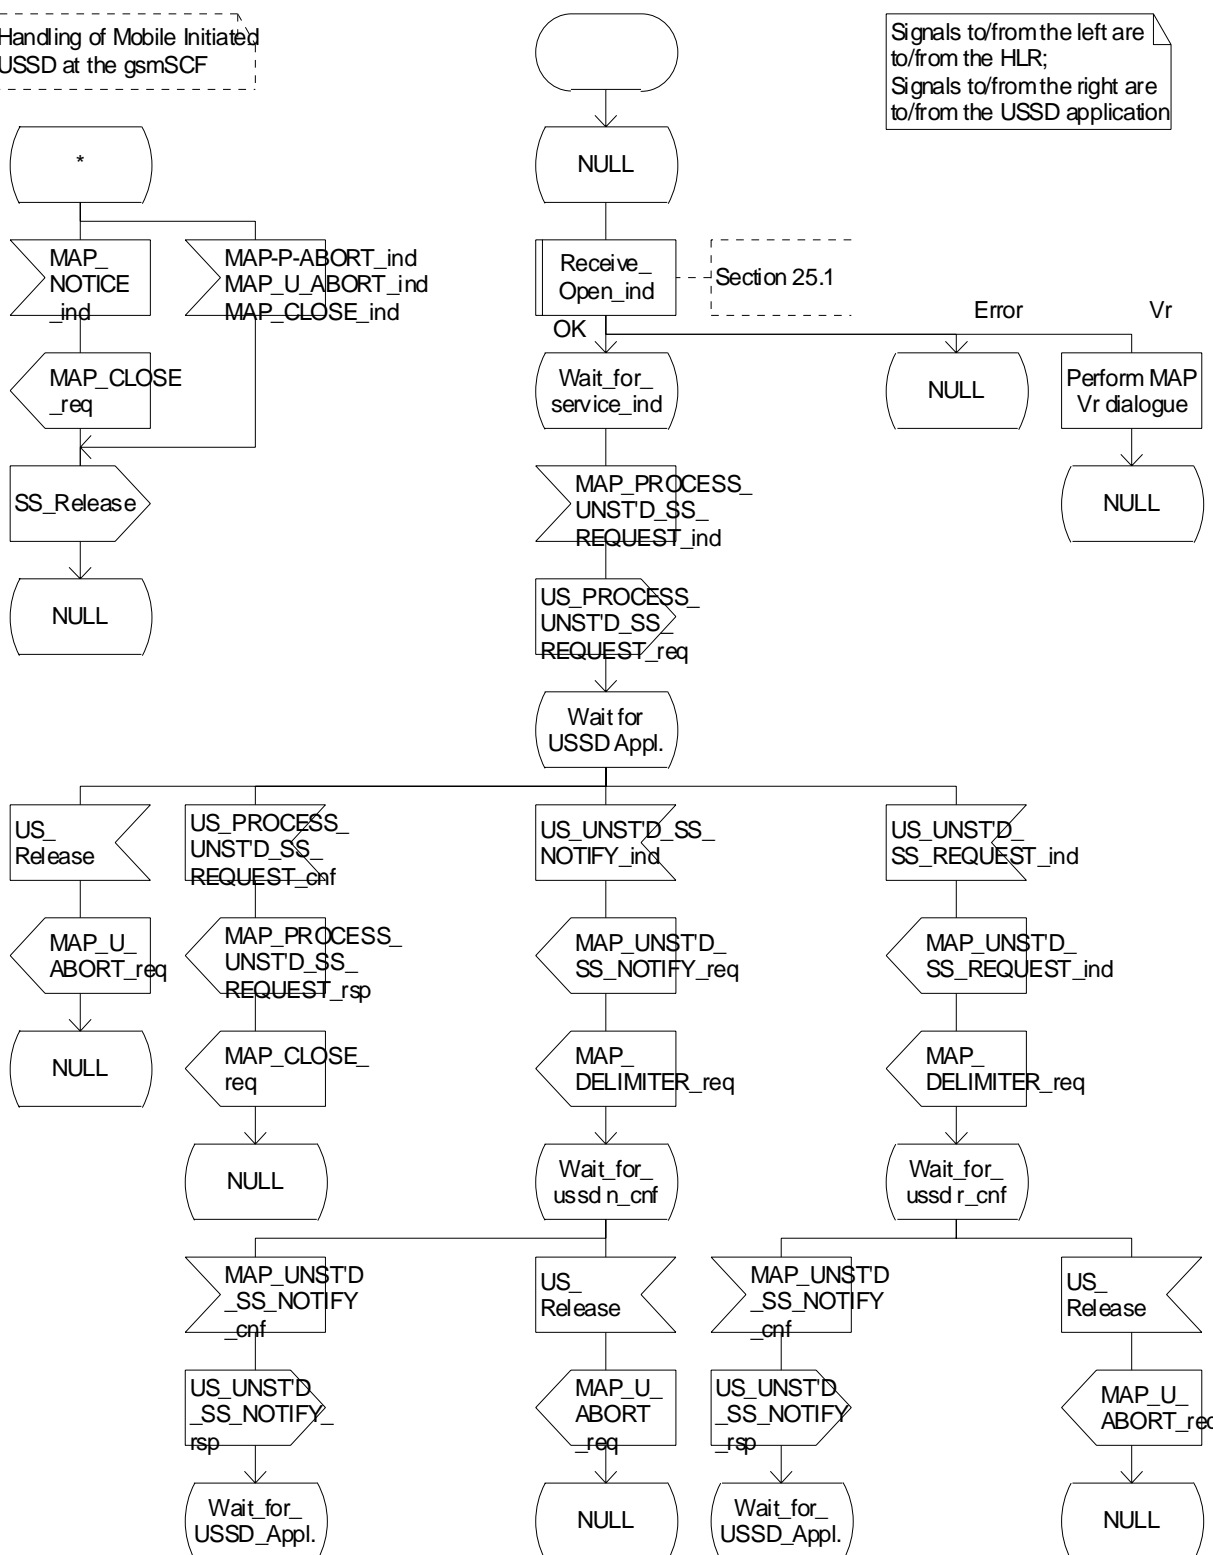 Handling of Mobile Initiated
USSD at the gsmSCF
Signals to/from the left are
to/from the HLR;
Signals to/from the right are
to/from the USSD application
*
NULL
MAP_
NOTICE
_ind
MAP-P-ABORT_ind
MAP_U_ABORT_ind
MAP_CLOSE_ind
Receive_
Open_ind
Section 25.1
OK
Error
Vr
MAP_CLOSE
_req
Wait_for_
service_ind
NULL
Perform MAP
Vr dialogue
SS_Release
MAP_PROCESS_
UNST'D_SS_
REQUEST_ind
NULL
NULL
US_PROCESS_
UNST'D_SS_
REQUEST_req
Wait for
USSD Appl.
US_
Release
US_PROCESS_
UNST'D_SS_
REQUEST_cnf
US_UNST'D_SS_
NOTIFY_ind
US_UNST'D_
SS_REQUEST_ind
MAP_U_
ABORT_req
MAP_PROCESS_
UNST'D_SS_
REQUEST_rsp
MAP_UNST'D_
SS_NOTIFY_req
MAP_UNST'D_
SS_REQUEST_ind
NULL
MAP_CLOSE_
req
MAP_
DELIMITER_req
MAP_
DELIMITER_req
NULL
Wait_for_
ussd n_cnf
Wait_for_
ussd r_cnf
MAP_UNST'D
_SS_NOTIFY
_cnf
US_
Release
MAP_UNST'D
_SS_NOTIFY
_cnf
US_
Release
US_UNST'D
_SS_NOTIFY_
rsp
MAP_U_
ABORT
_req
US_UNST'D
_SS_NOTIFY
_rsp
MAP_U_
ABORT_req
Wait_for_
USSD_Appl.
NULL
Wait_for_
USSD_Appl.
NULL